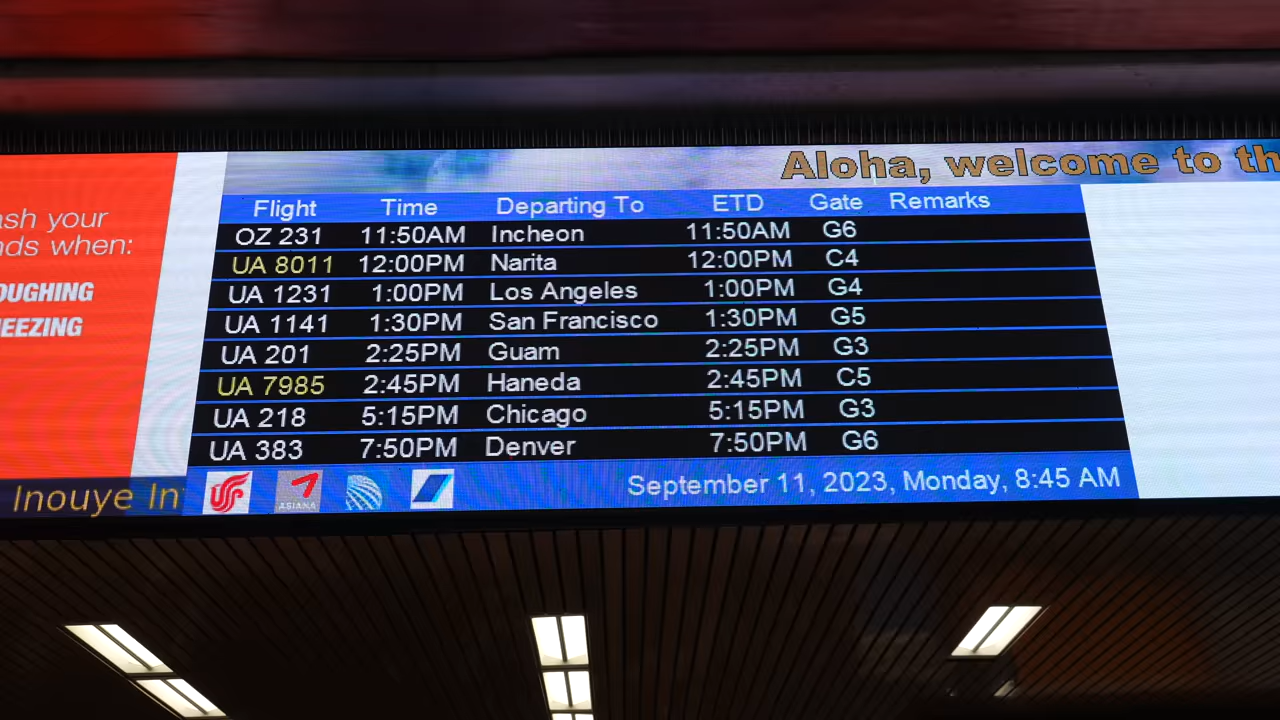 Aloha, welcome to th
ash your
nds when:
OUGHING
EEZING
Flight Time Departing To ETD Gate Remarks
OZ 231 11:50AM Incheon 11:50AM G6
UA 8011 12:00PM Narita 12:00PM C4
UA 1231 1:00PM Los Angeles 1:00PM G4
UA 1141 1:30PM San Francisco 1:30PM G5
UA 201 2:25PM Guam 2:25PM G3
UA 7985 2:45PM Haneda 2:45PM C5
UA 218 5:15PM Chicago 5:15PM G3
UA 383 7:50PM Denver 7:50PM G6
Inouye In
ASIANA
September 11, 2023, Monday, 8:45 AM